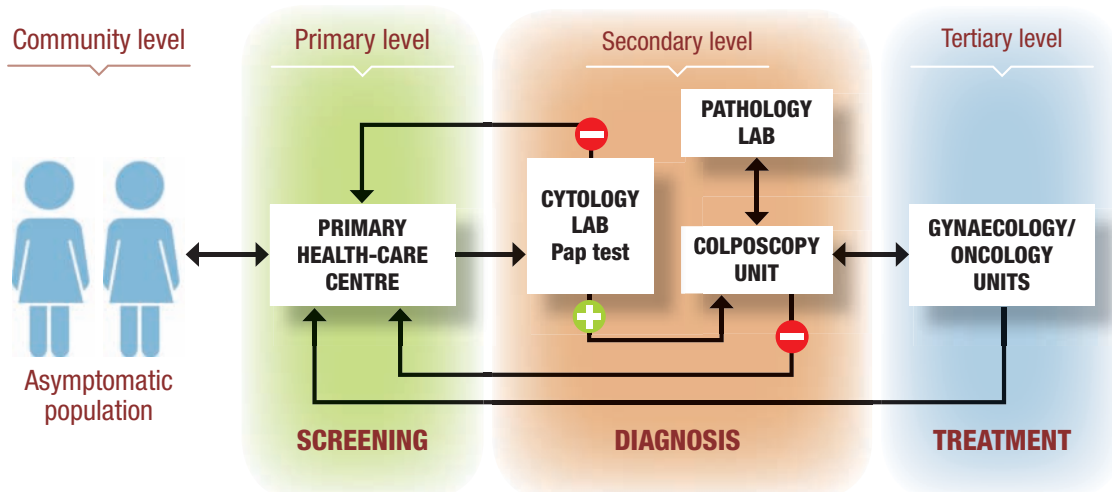 Community level
Primary level
Secondary level
Tertiary level
PATHOLOGY
LAB
CYTOLOGY
LAB
Pap test
PRIMARY
HEALTH-CARE
CENTRE
COLPOSCOPY
UNIT
GYNAECOLOGY/
ONCOLOGY
UNITS
Asymptomatic
population
SCREENING
DIAGNOSIS
TREATMENT